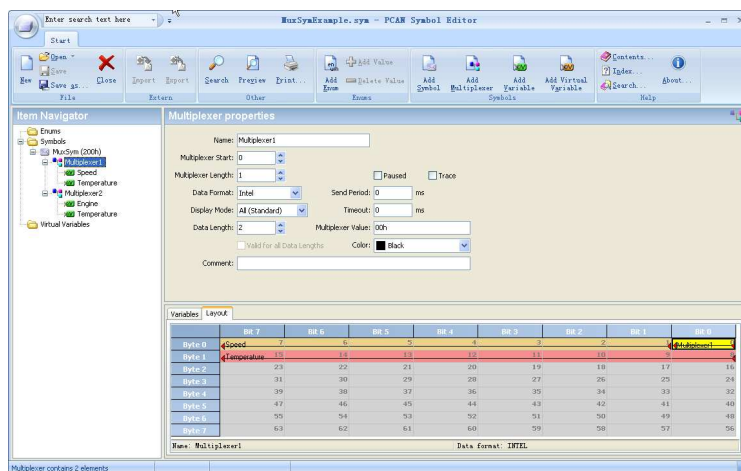 Enter search text here
MuxSymExample.sym - PCAN Symbol Editor
Start
New
Open
Save
Save as...
Close
File
Import
Export
Extern
Search
Preview
Print...
Other
Add Enum
Add Value
Delete Value
Enums
Add Symbol
Add Multiplexer
Add Variable
Add Virtual Variable
Symbols
Contents...
Index...
Search...
About...
Help
Item Navigator
Enums
Symbols
MuxSym (200h)
Multiplexer1
Speed
Temperature
Multiplexer2
Engine
Temperature
Virtual Variables
Multiplexer properties
Name: Multiplexer1
Multiplexer Start: 0
Multiplexer Length: 1 Paused Trace
Data Format: Intel Send Period: 0 ms
Display Mode: All (Standard) Timeout: 0 ms
Data Length: 2 Multiplexer Value: 00h
Valid for all Data Lengths Color: Black
Comment:
Variables Layout
Bit 7 Bit 6 Bit 5 Bit 4 Bit 3 Bit 2 Bit 1 Bit 0
Byte 0 Speed 7 6 5 4 3 2 1 Multiplexer1 0
Byte 1 Temperature 15 14 13 12 11 10 9 8
Byte 2 23 22 21 20 19 18 17 16
Byte 3 31 30 29 28 27 26 25 24
Byte 4 39 38 37 36 35 34 33 32
Byte 5 47 46 45 44 43 42 41 40
Byte 6 55 54 53 52 51 50 49 48
Byte 7 63 62 61 60 59 58 57 56
Name: Multiplexer1 Data format: INTEL
Multiplexer contains 2 elements